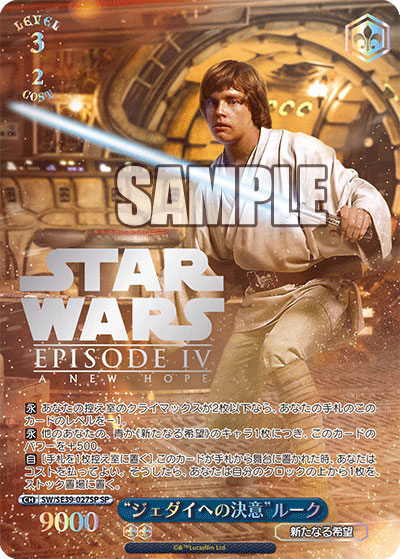 LEVEL
3
2
COST
SAMPLE
STAR
WARS
EPISODE IV
A NEW HOPE
永 あなたの控え室のクライマックスが2枚以下なら、あなたの手札のこの
カードのレベルを－1。
永 他のあなたの、青か《新たなる希望》のキャラ1枚につき、このカードの
パワーを＋500。
自 [手札を1枚控え室に置く] このカードが手札から舞台に置かれた時、あなたは
コストを払ってよい。そうしたら、あなたは自分のクロックの上から1枚を、
ストック置場に置く。
CH SW/SE39-027SP SP
“ジェダイへの決意”ルーク
9000
新たなる希望
©&™Lucasfilm Ltd.